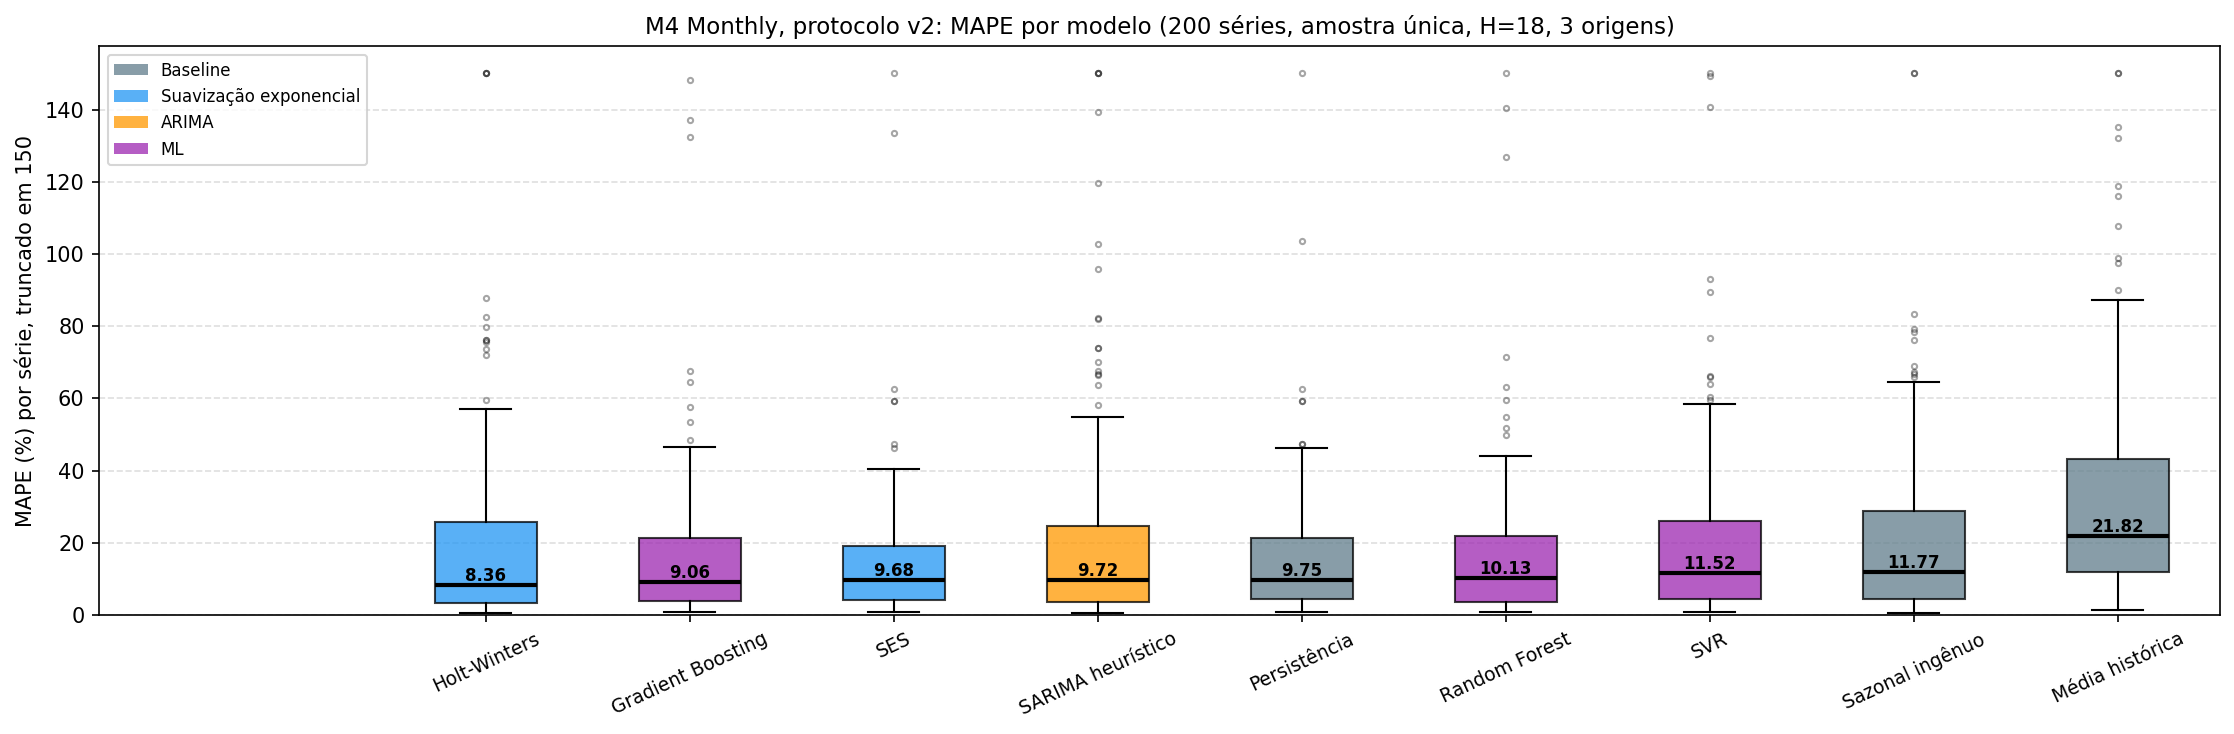 M4 Monthly, protocolo v2: MAPE por modelo (200 séries, amostra única, H=18, 3 origens)
MAPE (%) por série, truncado em 150
Baseline
Suavização exponencial
ARIMA
ML
140
120
100
80
60
40
20
0
8.36
9.06
9.68
9.72
9.75
10.13
11.52
11.77
21.82
Holt-Winters
Gradient Boosting
SES
SARIMA heurístico
Persistência
Random Forest
SVR
Sazonal ingênuo
Média histórica